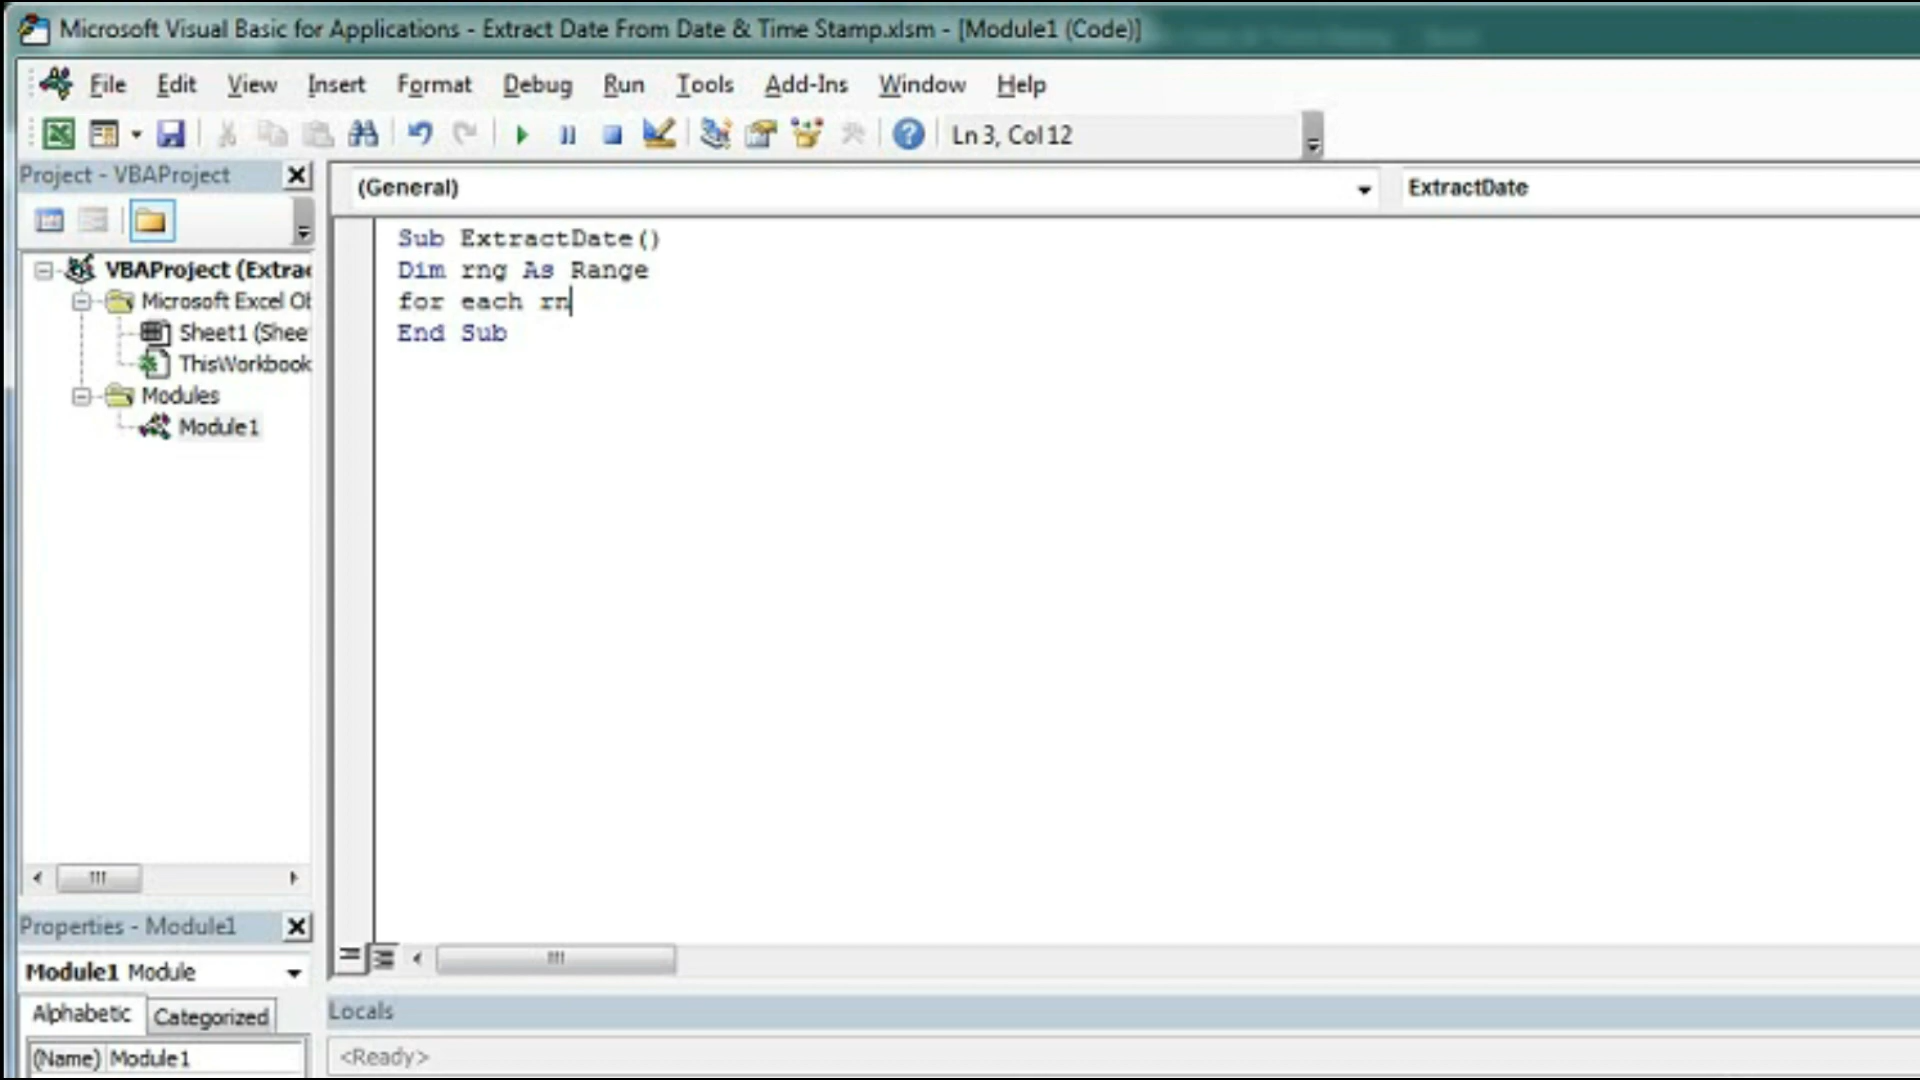 Microsoft Visual Basic for Applications - Extract Date From Date & Time Stamp.xlsm - [Module1 (Code)]
File Edit View Insert Format Debug Run Tools Add-Ins Window Help
Ln 3, Col 12
Project - VBAProject
(General)
ExtractDate
VBAProject (Extra
Microsoft Excel Ob
Sheet1 (Shee
ThisWorkbook
Modules
Module1
Sub ExtractDate()
Dim rng As Range
for each rn
End Sub
Properties - Module1
Module1 Module
Alphabetic Categorized
(Name) Module1
Locals
<Ready>